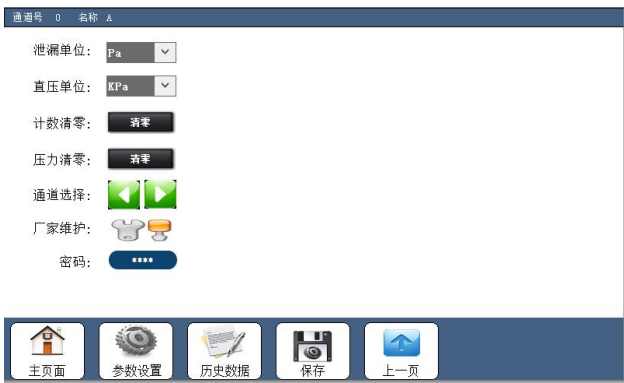 通道号 0 名称 A
泄漏单位: Pa
直压单位: KPa
计数清零: 清零
压力清零: 清零
通道选择:
厂家维护:
密码: ****
主页面 参数设置 历史数据 保存 上一页